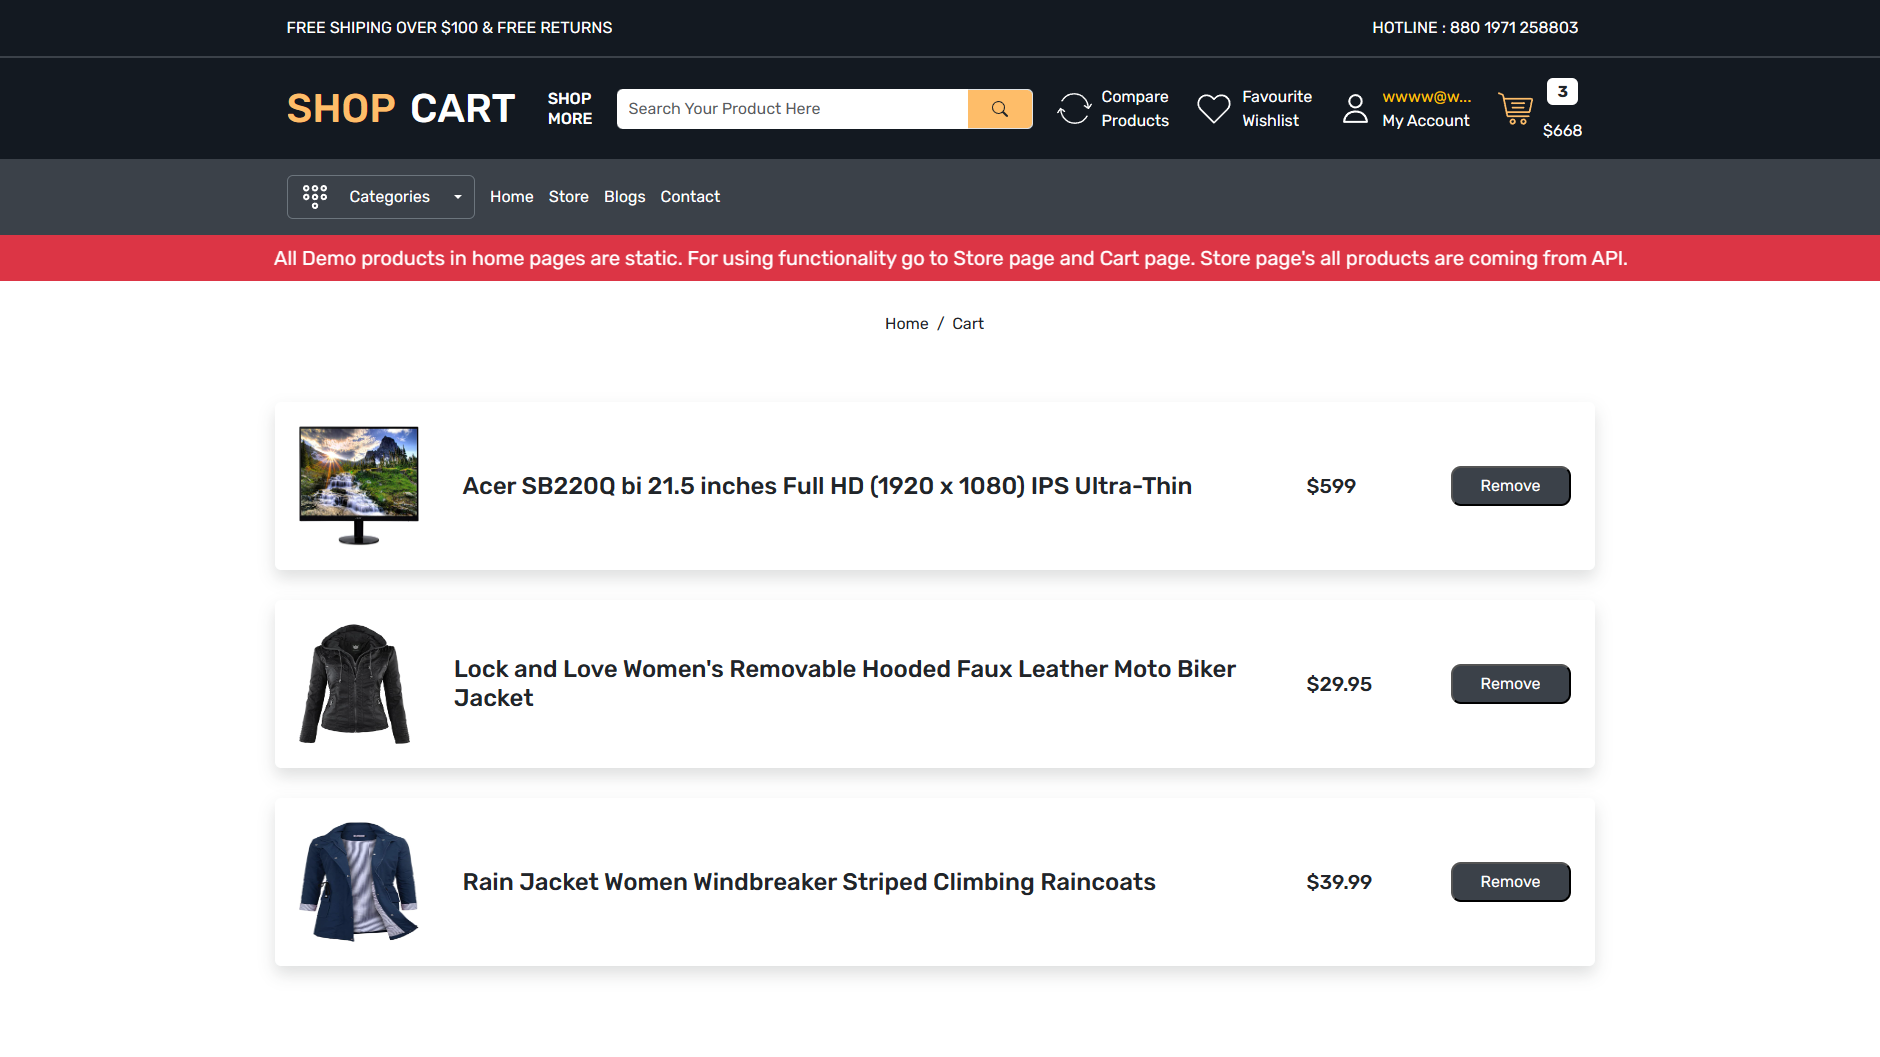 FREE SHIPING OVER $100 & FREE RETURNS
HOTLINE : 880 1971 258803
SHOP CART
SHOP
MORE
Search Your Product Here
Compare
Products
Favourite
Wishlist
wwww@w...
My Account
3
$668
Categories
Home
Store
Blogs
Contact
All Demo products in home pages are static. For using functionality go to Store page and Cart page. Store page's all products are coming from API.
Home / Cart
Acer SB220Q bi 21.5 inches Full HD (1920 x 1080) IPS Ultra-Thin
$599
Remove
Lock and Love Women's Removable Hooded Faux Leather Moto Biker
Jacket
$29.95
Remove
Rain Jacket Women Windbreaker Striped Climbing Raincoats
$39.99
Remove